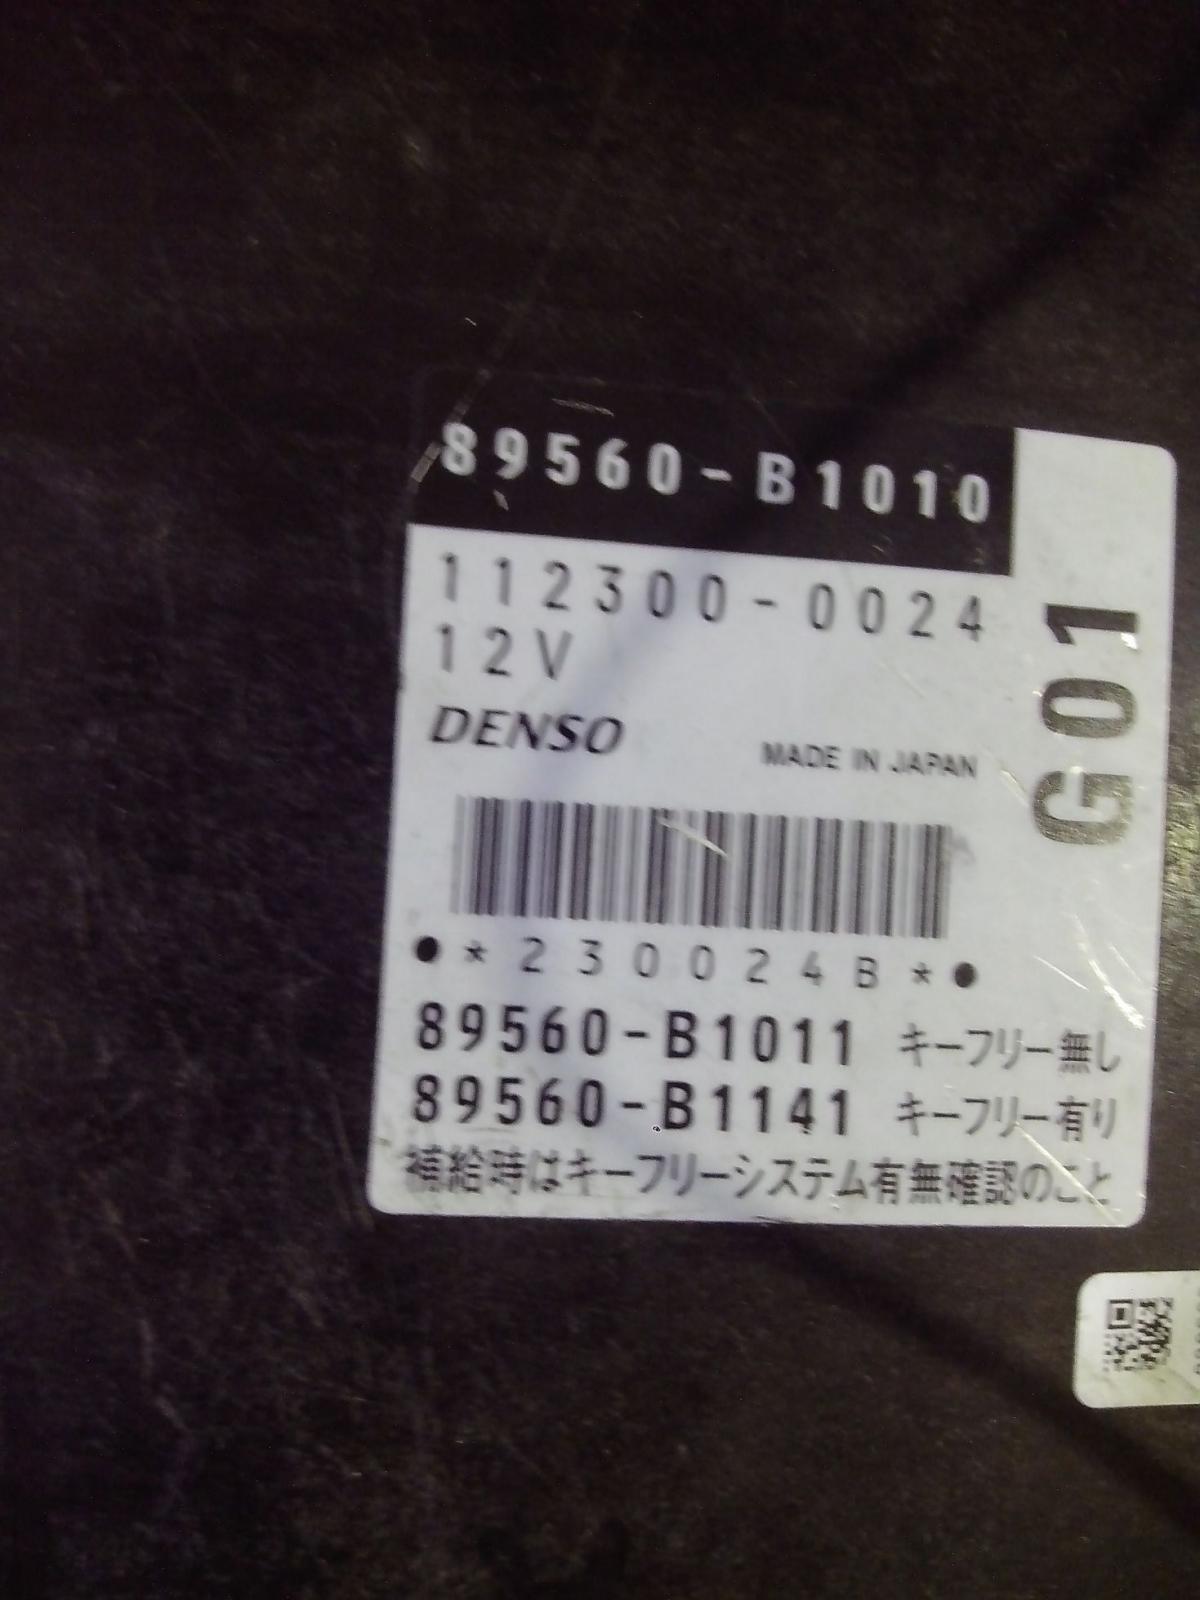 89560-B1010
G01
112300-0024
12V
DENSO
MADE IN JAPAN
*230024B*
89560-B1011 キーフリー無し
89560-B1141 キーフリー有り
補給時はキーフリーシステム有無確認のこと